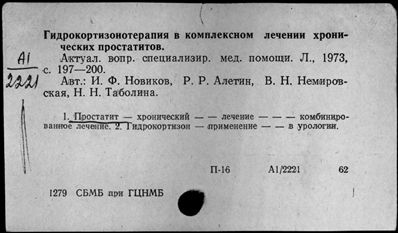 Гидрокортизонотерапия в комплексном лечении хрони-
ческих простатитов.
Актуал. вопр. специализир. мед. помощи. Л., 1973,
с. 197—200.
Авт.: И. Ф. Новиков, Р. Р. Алетин, В. Н. Немиров-
ская, Н. Н. Таболина.
А1
2221
1. Простатит — хронический — — лечение — — — комбиниро-
ванное лечение. 2. Гидрокортизон — применение — — в урологии.
П-16 А1/2221 62
1279 СБМБ при ГЦНМБ